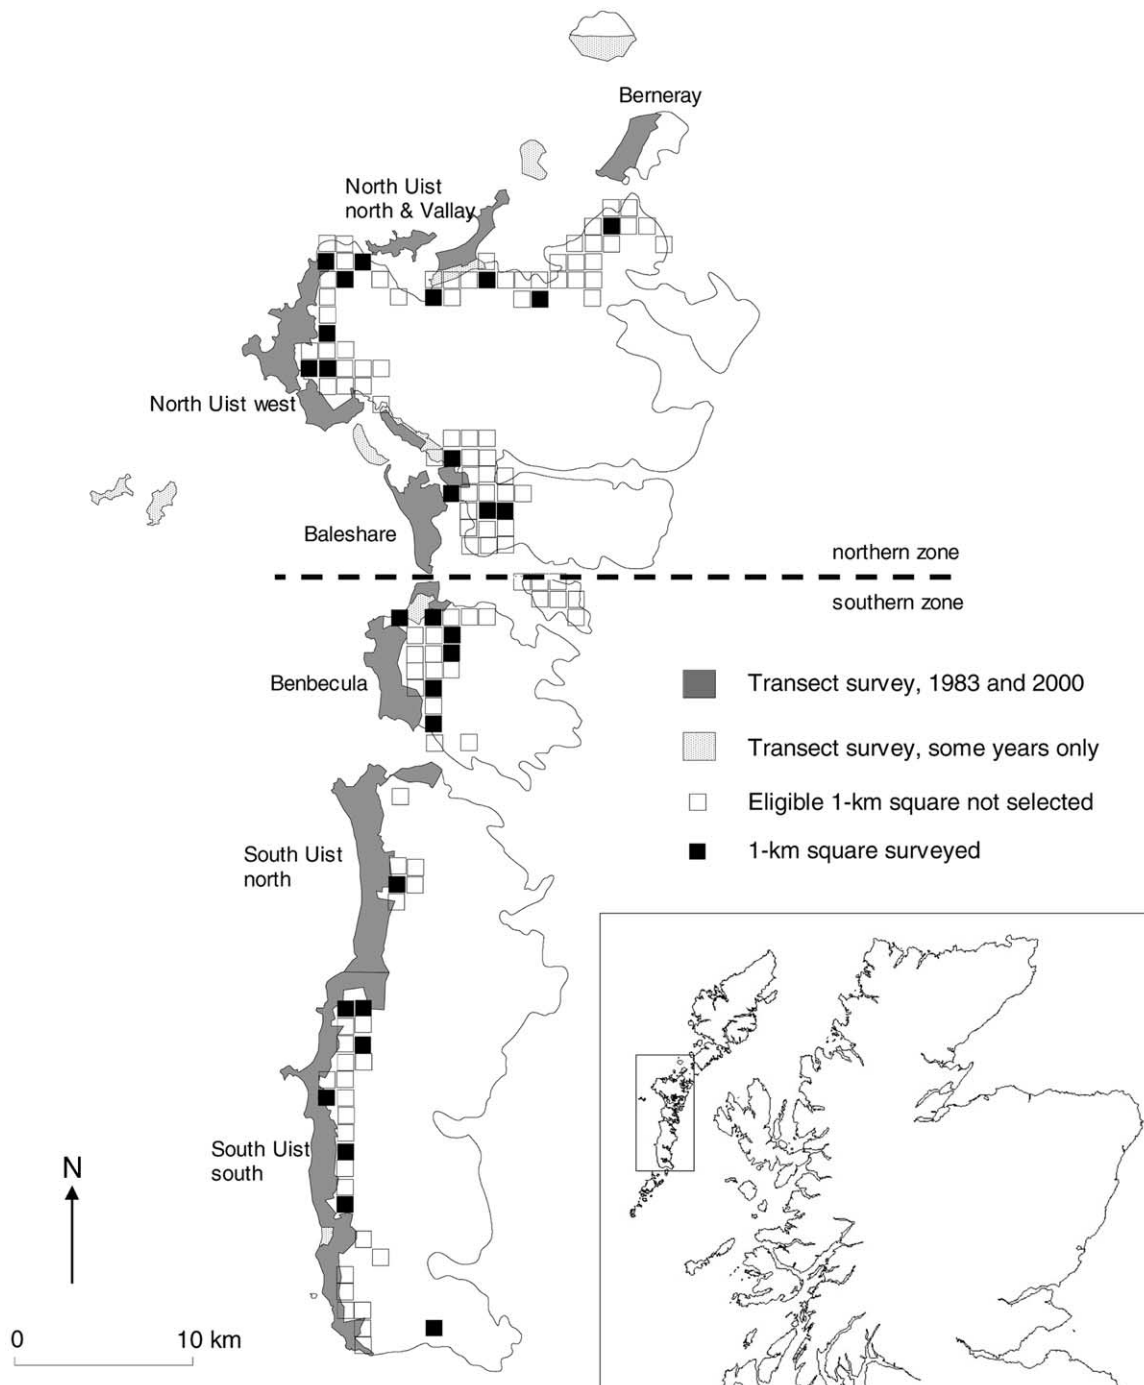 Berneray
North Uist
north & Vallay
North Uist west
Baleshare
northern zone
southern zone
Benbecula
Transect survey, 1983 and 2000
Transect survey, some years only
Eligible 1-km square not selected
1-km square surveyed
South Uist
north
South Uist
south
N
0 10 km